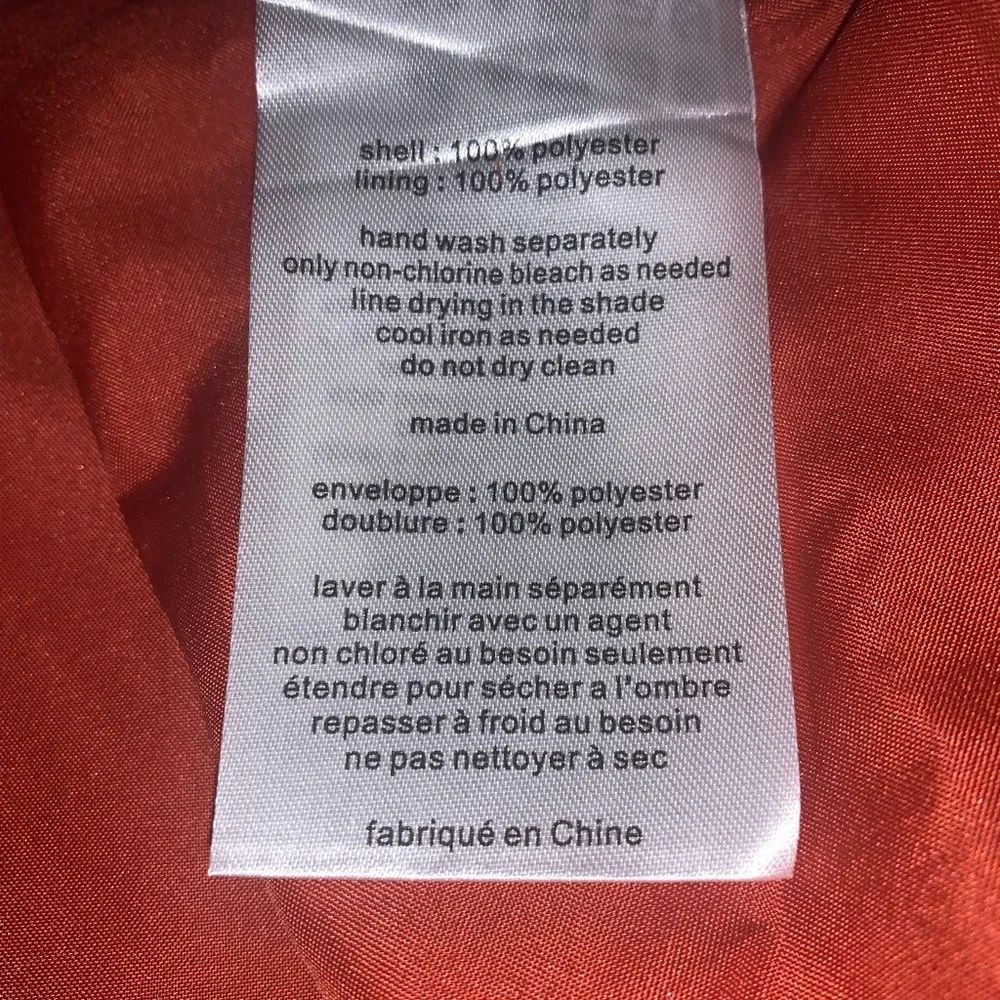 shell : 100% polyester
lining : 100% polyester
hand wash separately
only non-chlorine bleach as needed
line drying in the shade
cool iron as needed
do not dry clean
made in China
enveloppe : 100% polyester
doublure : 100% polyester
laver à la main séparément
blanchir avec un agent
non chloré au besoin seulement
étendre pour sécher a l'ombre
repasser à froid au besoin
ne pas nettoyer à sec
fabriqué en Chine